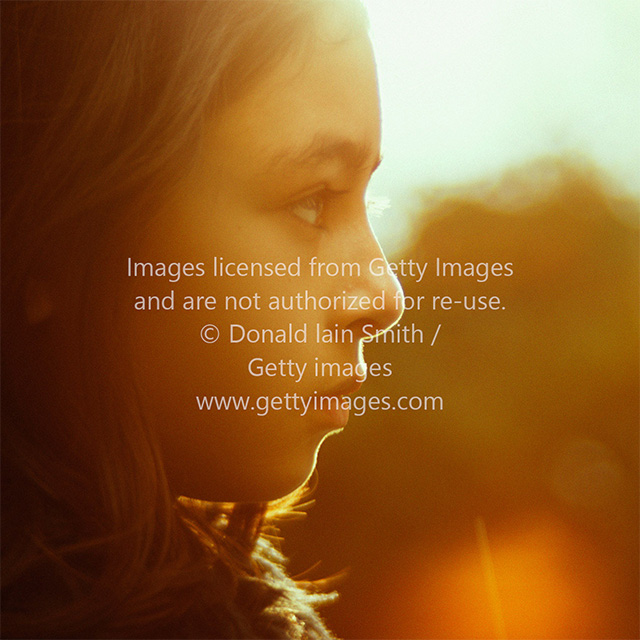 Images licensed from Getty Images
and are not authorized for re-use.
© Donald Iain Smith /
Getty images
www.gettyimages.com